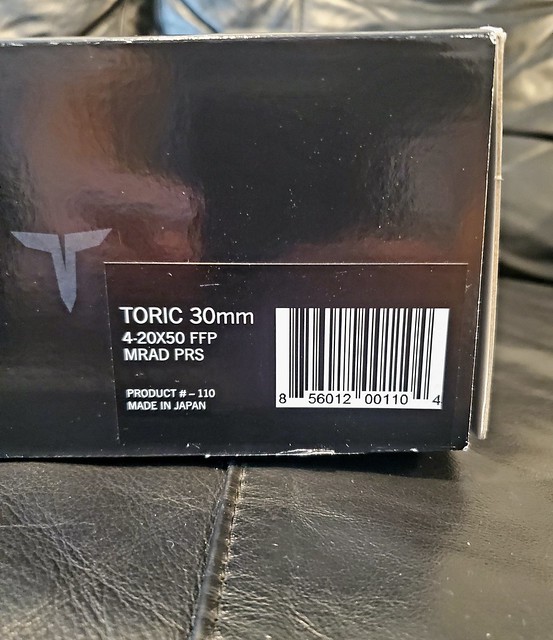 TORIC 30mm
4-20X50 FFP
MRAD PRS
PRODUCT # – 110
MADE IN JAPAN
8 56012 00110 4